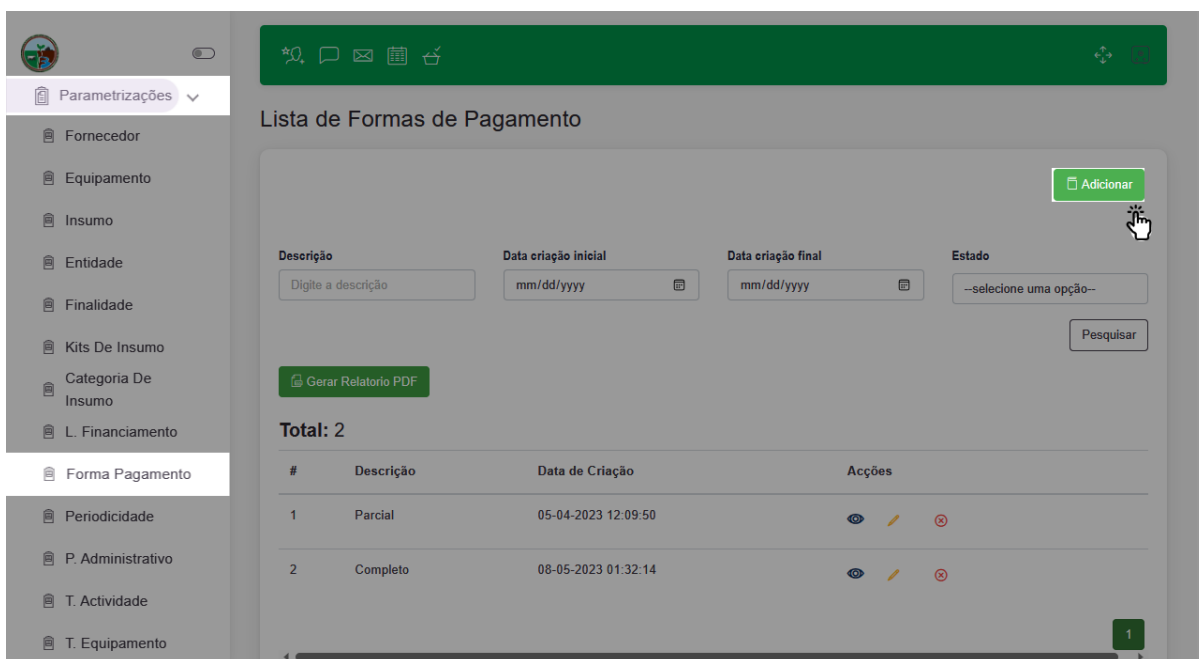 Parametrizações
Fornecedor
Equipamento
Insumo
Entidade
Finalidade
Kits De Insumo
Categoria De
Insumo
L. Financiamento
Forma Pagamento
Periodicidade
P. Administrativo
T. Actividade
T. Equipamento
Lista de Formas de Pagamento
Adicionar
Descrição Data criação inicial Data criação final Estado
Digite a descrição mm/dd/yyyy mm/dd/yyyy --selecione uma opção--
Pesquisar
Gerar Relatorio PDF
Total: 2
# Descrição Data de Criação Acções
1 Parcial 05-04-2023 12:09:50
2 Completo 08-05-2023 01:32:14
1